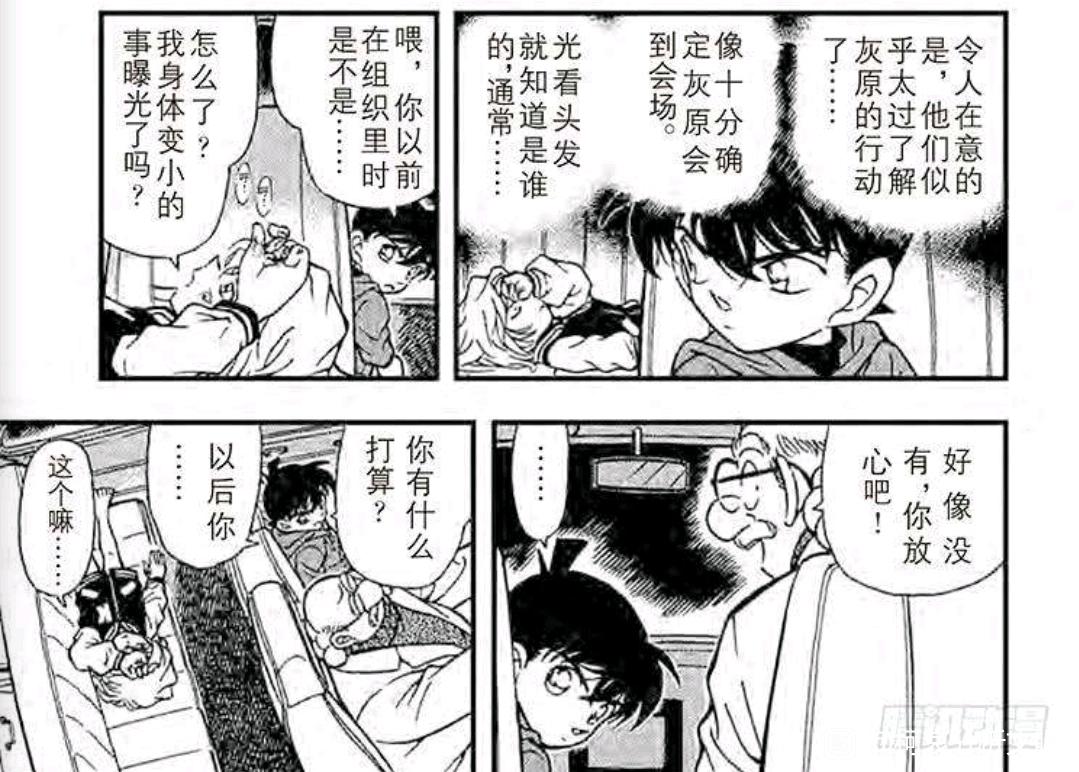 令人在意的
是，他们似
乎太过了解
灰原的行动
了……
像十分确
定灰原会
到会场。
光看头发
就知道是谁
的，通常……
喂，你以前
在组织里时
是不是……
怎么了？
我身体变小的
事曝光了吗？
好像没
有，你放
心吧！
……
你有什么
打算？
以后你
……
这个嘛……
腾讯动漫